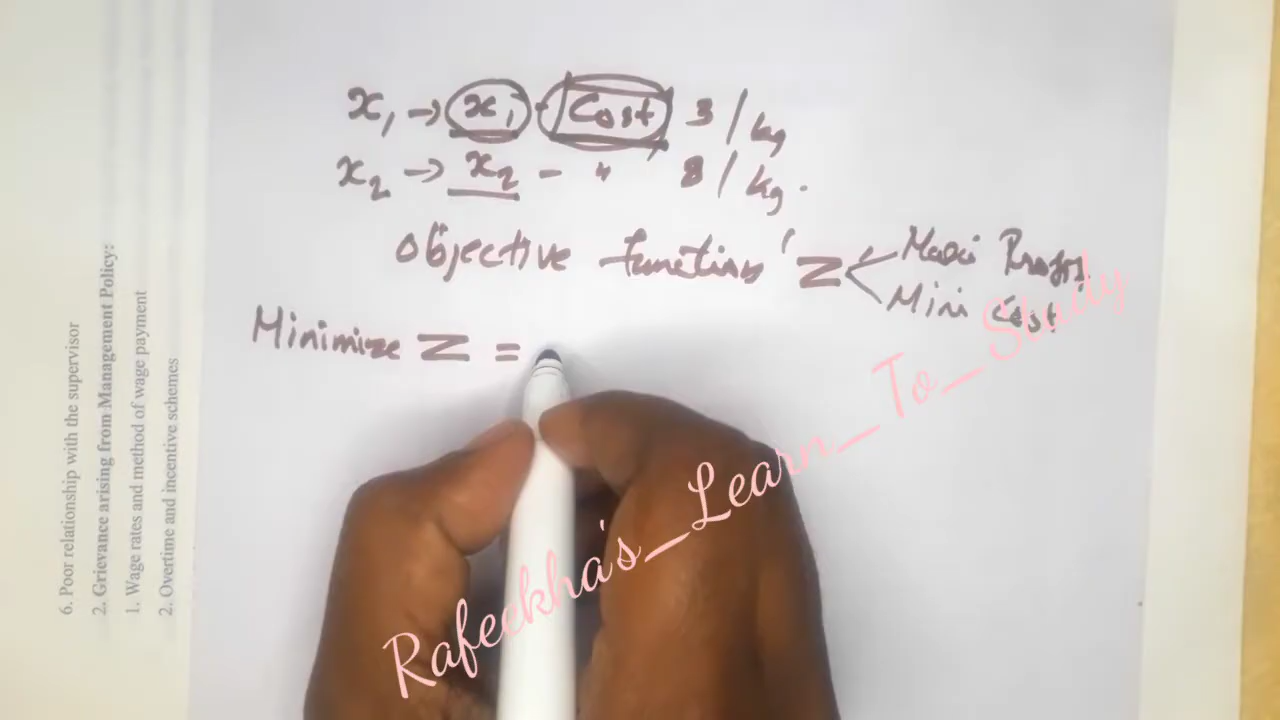 x₁ → x₁ - Cost 3/kg
x₂ → x₂ - " 8/kg.
Objective function' Z
Maxi Profit
Mini Cost
Minimize Z =
Rafeekha's_Learn_To_Study
6. Poor relationship with the supervisor
2. Grievance arising from Management Policy:
1. Wage rates and method of wage payment
2. Overtime and incentive schemes